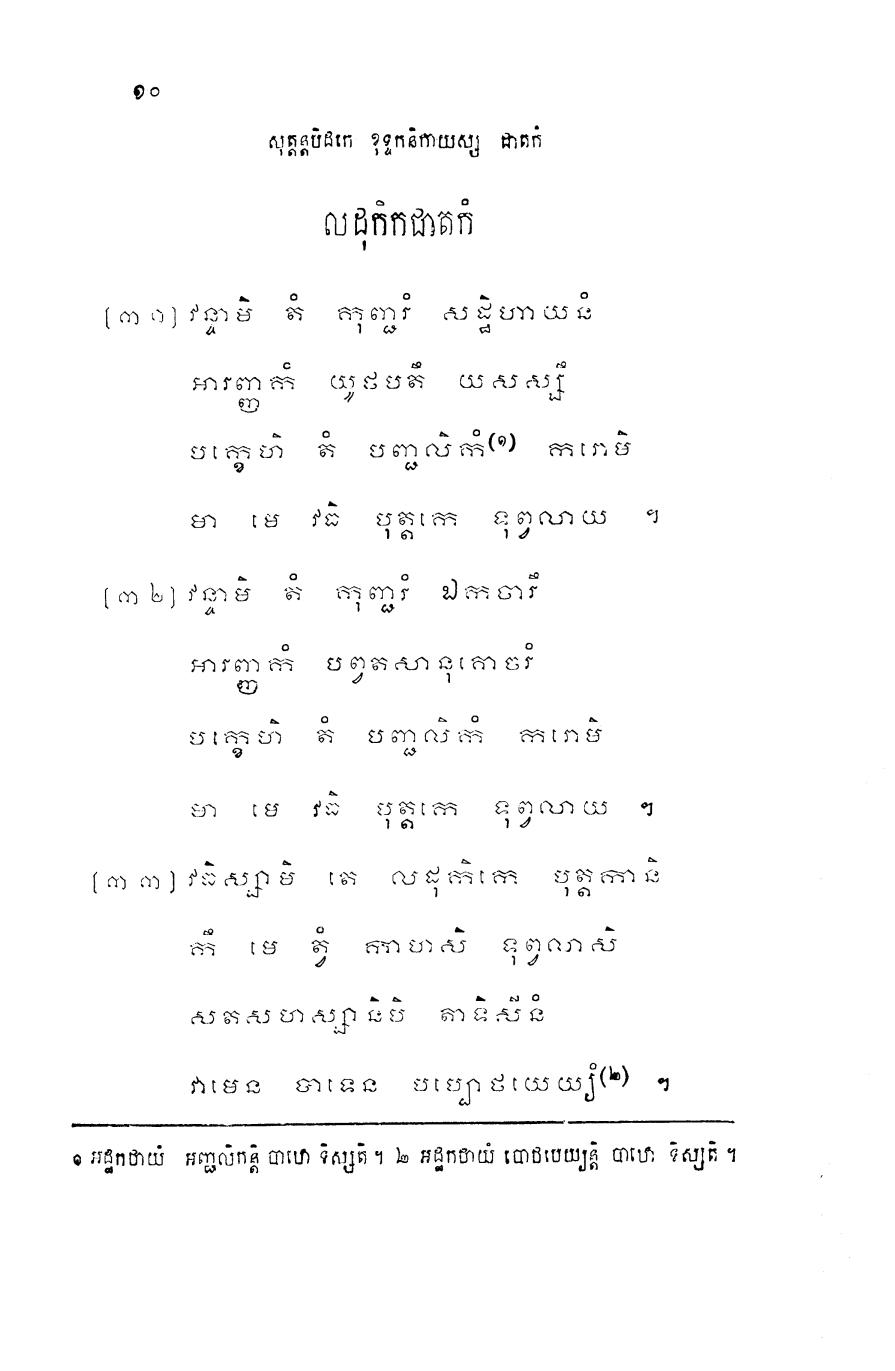 ១០
សុត្តន្តបិដកេ ខុទ្ទកនិកាយស្ស ជាតកំ
លដុកិកជាតកំ
[៣១] វន្ទាមិ តំ កុញ្ជរំ សដ្ឋិហាយនំ
អារញ្ញកំ យូថបតឹ យសស្សឹ
បក្ខេហិ តំ បញ្ជលិកំ(១) ករោមិ
មា មេ វធិ បុត្តកេ ទុព្វលាយ ។
[៣២] វន្ទាមិ តំ កុញ្ជរំ ឯកចារឹ
អារញ្ញកំ បព្វតសានុគោចរំ
បក្ខេហិ តំ បញ្ជលិកំ ករោមិ
មា មេ វធិ បុត្តកេ ទុព្វលាយ ។
[៣៣] វធិស្សាមិ តេ លដុកិកេ បុត្តកានិ
កឹ មេ ត្វំ កាហសិ ទុព្វលាសិ
សតសហស្សានិបិ តាទិសីនំ
វាមេន បាទេន បបោ្បថយេយ្យំ(២) ។
១ អដ្ឋកថាយំ អញ្ជលិកន្តិ បាឋោ ទិស្សតិ ។ ២ អដ្ឋកថាយំ បោថបេយ្យន្តិ បាឋោ ទិស្សតិ ។